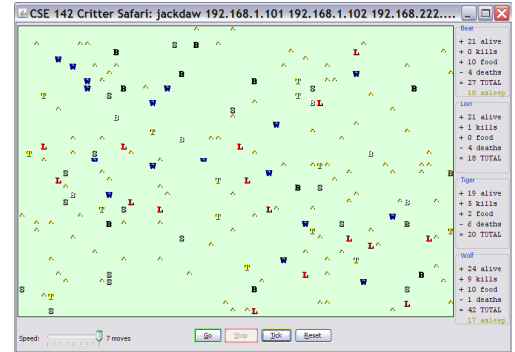 CSE 142 Critter Safari: jackdaw 192.168.1.101 192.168.1.102 192.168.222....
Bear
+ 21 alive
+ 0 kills
+ 10 food
- 4 deaths
= 27 TOTAL
18 asleep
Lion
+ 21 alive
+ 1 kills
+ 0 food
- 4 deaths
= 18 TOTAL
Tiger
+ 19 alive
+ 5 kills
+ 2 food
- 6 deaths
= 20 TOTAL
Wolf
+ 24 alive
+ 9 kills
+ 10 food
- 1 deaths
= 42 TOTAL
17 asleep
Speed: 7 moves Go Stop Tick Reset